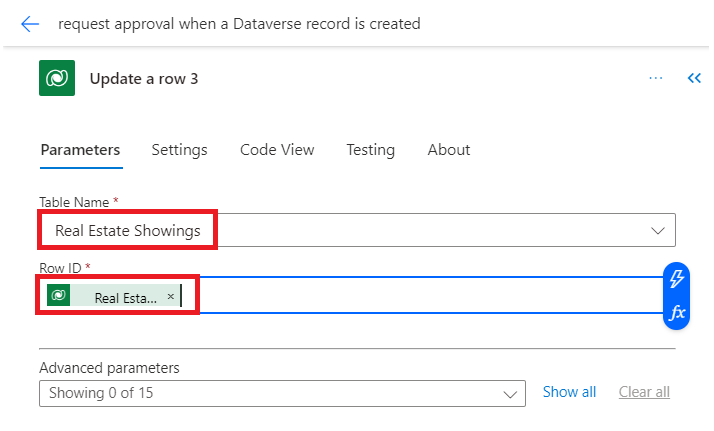 request approval when a Dataverse record is created
Update a row 3
Parameters Settings Code View Testing About
Table Name *
Real Estate Showings
Row ID *
Real Esta... ×
fx
Advanced parameters
Showing 0 of 15 Show all Clear all